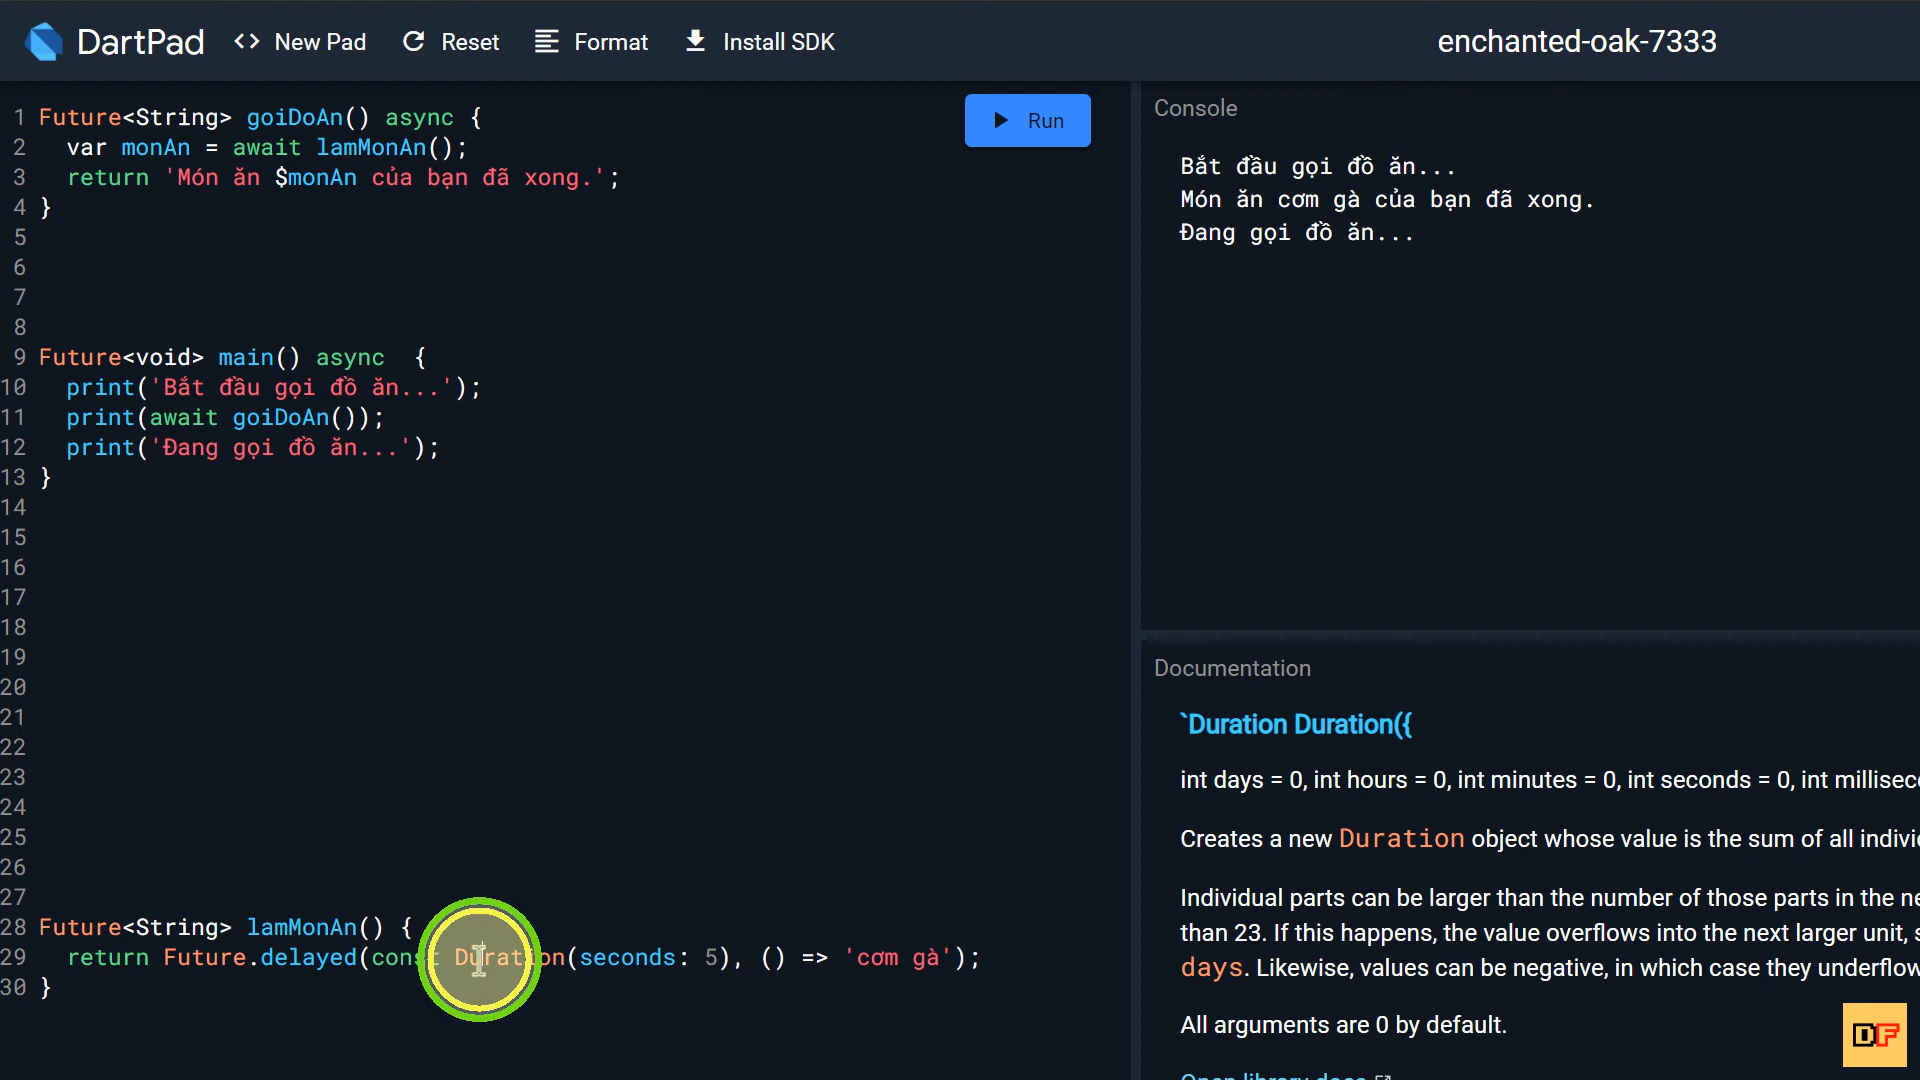 DartPad <> New Pad Reset Format Install SDK enchanted-oak-7333
1 Future<String> goiDoAn() async {
2 var monAn = await lamMonAn();
3 return 'Món ăn $monAn của bạn đã xong.';
4 }
5
6
7
8
9 Future<void> main() async {
10 print('Bắt đầu gọi đồ ăn...');
11 print(await goiDoAn());
12 print('Đang gọi đồ ăn...');
13 }
14
15
16
17
18
19
20
21
22
23
24
25
26
27
28 Future<String> lamMonAn() {
29 return Future.delayed(const Duration(seconds: 5), () => 'cơm gà');
30 }
Run
Console
Bắt đầu gọi đồ ăn...
Món ăn cơm gà của bạn đã xong.
Đang gọi đồ ăn...
Documentation
`Duration Duration({
int days = 0, int hours = 0, int minutes = 0, int seconds = 0, int millisec
Creates a new Duration object whose value is the sum of all indivi
Individual parts can be larger than the number of those parts in the ne
than 23. If this happens, the value overflows into the next larger unit, s
days. Likewise, values can be negative, in which case they underflow
All arguments are 0 by default.
Open library docs
DF